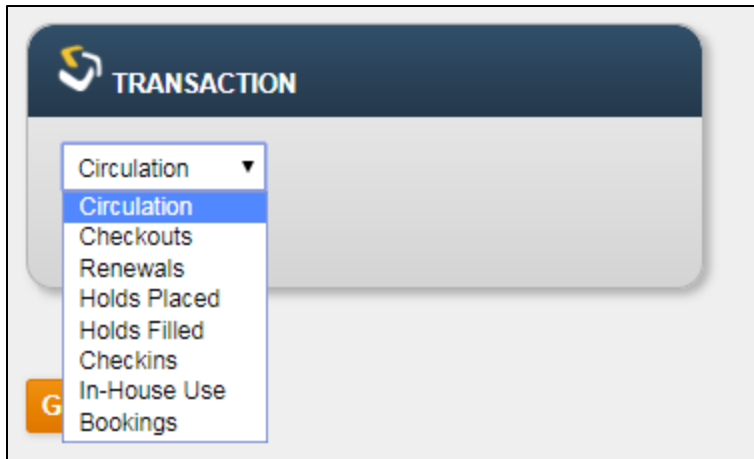 TRANSACTION
Circulation
Circulation
Checkouts
Renewals
Holds Placed
Holds Filled
Checkins
In-House Use
Bookings